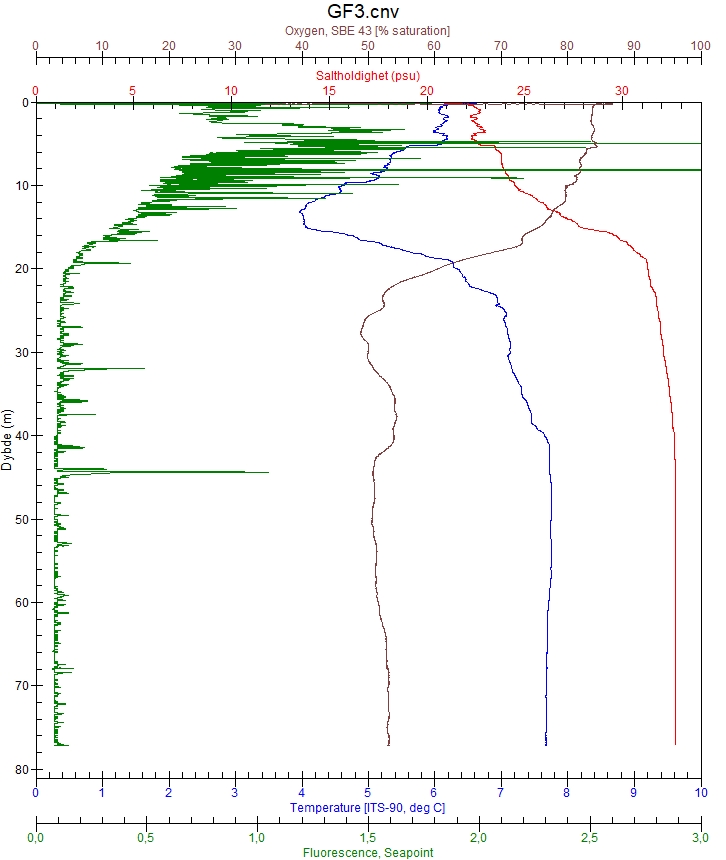 GF3.cnv
Oxygen, SBE 43 [% saturation]
0 10 20 30 40 50 60 70 80 90 100
Saltholdighet (psu)
0 5 10 15 20 25 30
0
10
20
30
40
50
60
70
80
Dybde (m)
0 1 2 3 4 5 6 7 8 9 10
Temperature [ITS-90, deg C]
0,0 0,5 1,0 1,5 2,0 2,5 3,0
Fluorescence, Seapoint